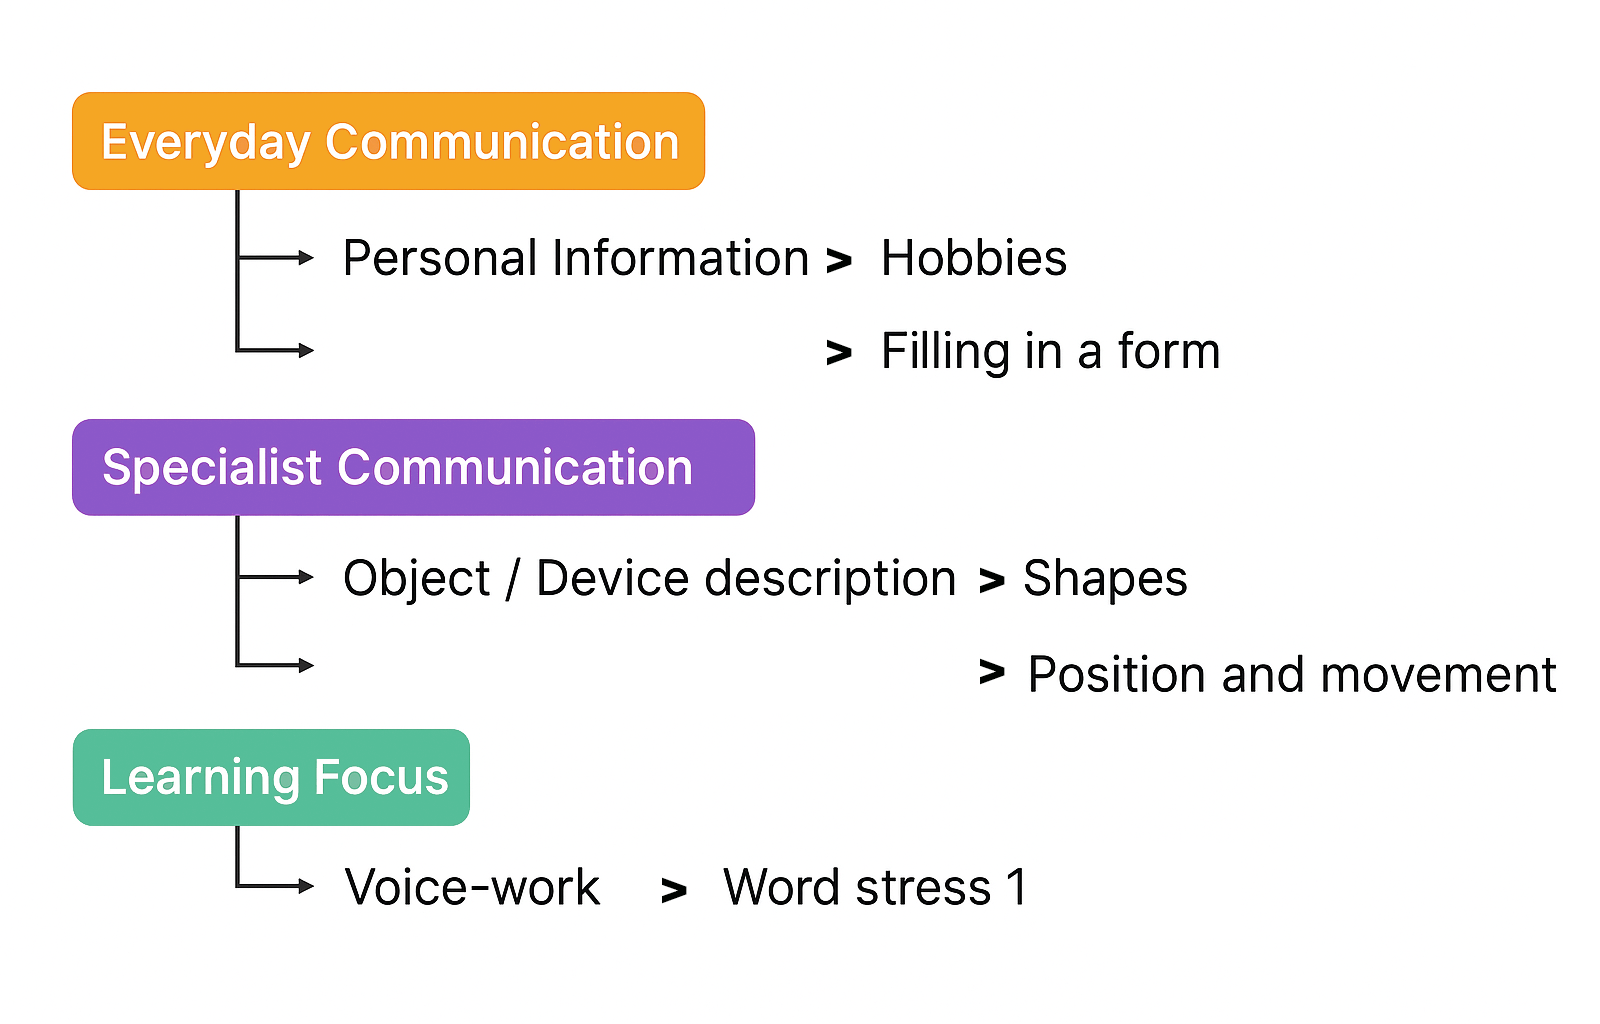 Everyday Communication
Personal Information > Hobbies
> Filling in a form
Specialist Communication
Object / Device description > Shapes
> Position and movement
Learning Focus
Voice-work > Word stress 1